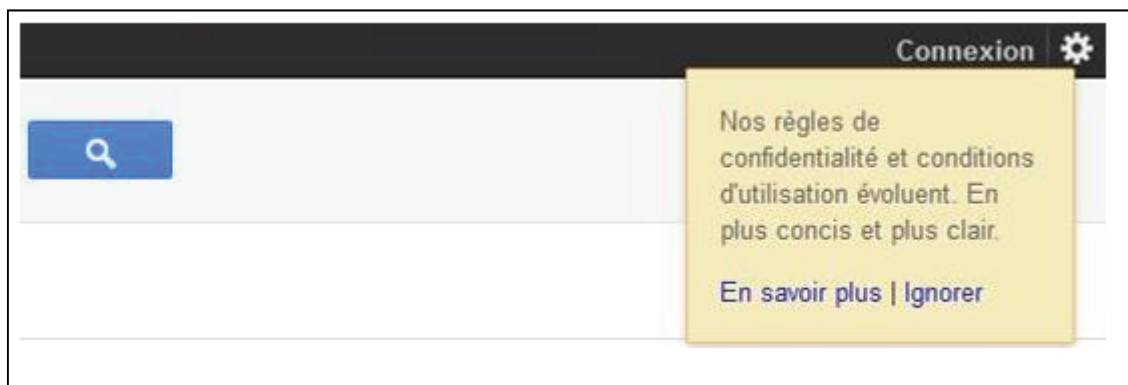 Connexion
Nos règles de
confidentialité et conditions
d'utilisation évoluent. En
plus concis et plus clair.
En savoir plus | Ignorer